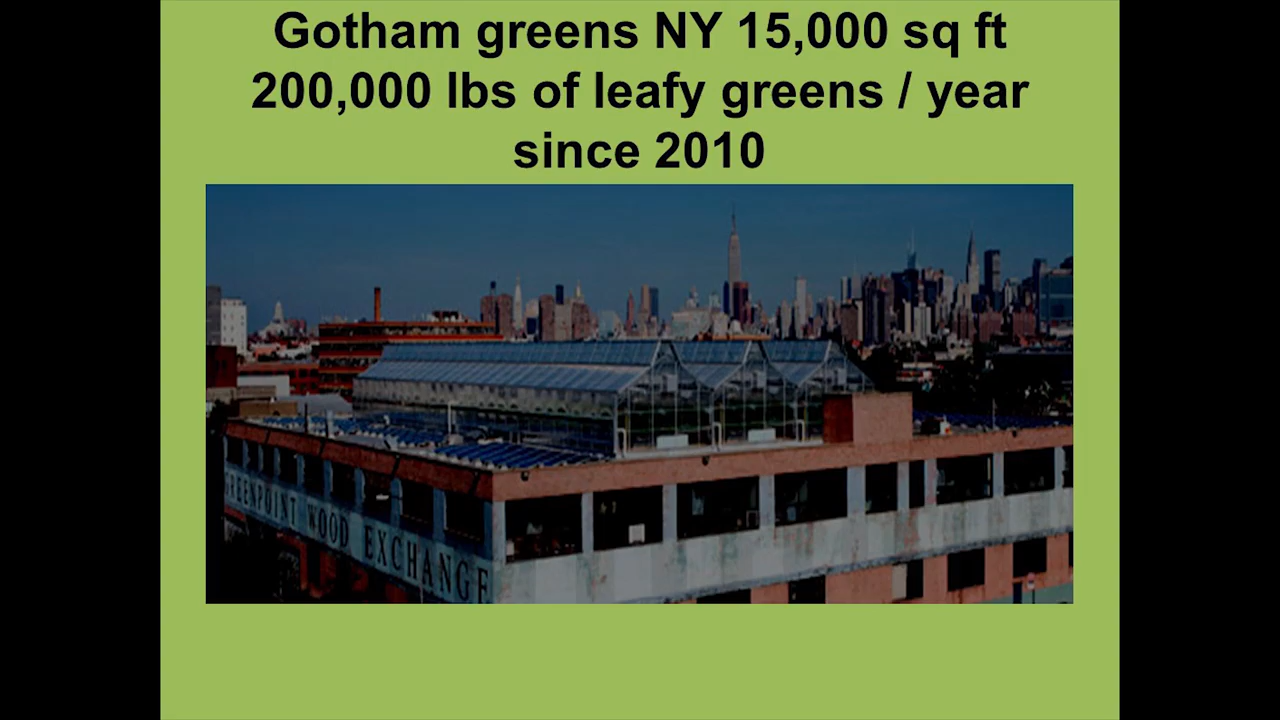 Gotham greens NY 15,000 sq ft
200,000 lbs of leafy greens / year
since 2010
GREENPOINT WOOD EXCHANGE